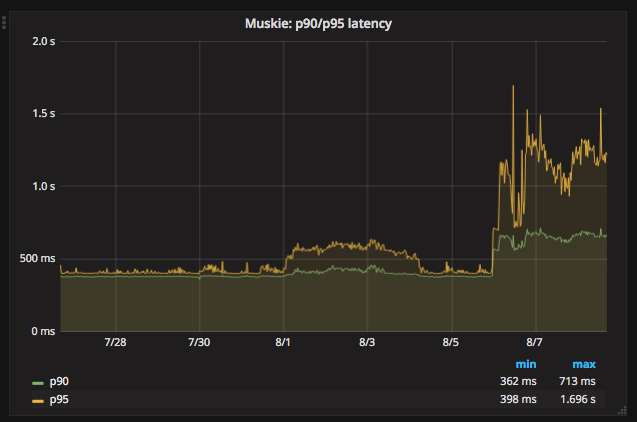 Muskie: p90/p95 latency
2.0 s
1.5 s
1.0 s
500 ms
0 ms
7/28 7/30 8/1 8/3 8/5 8/7
min max
p90 362 ms 713 ms
p95 398 ms 1.696 s